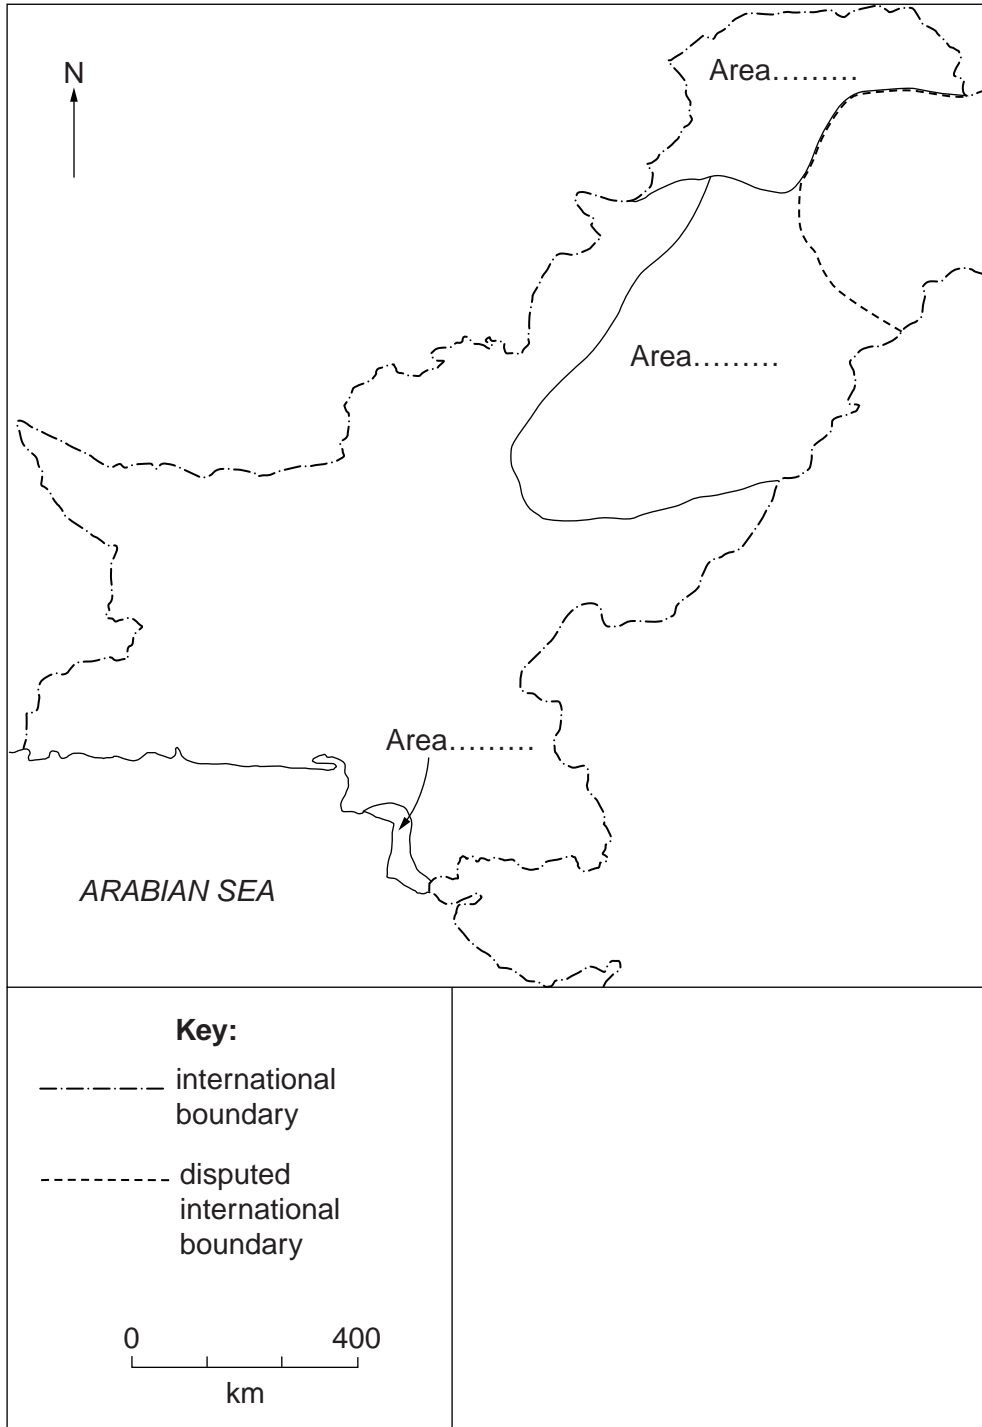 N
Area.........
Area.........
Area.........
ARABIAN SEA
Key:
international
boundary
disputed
international
boundary
0 400
km